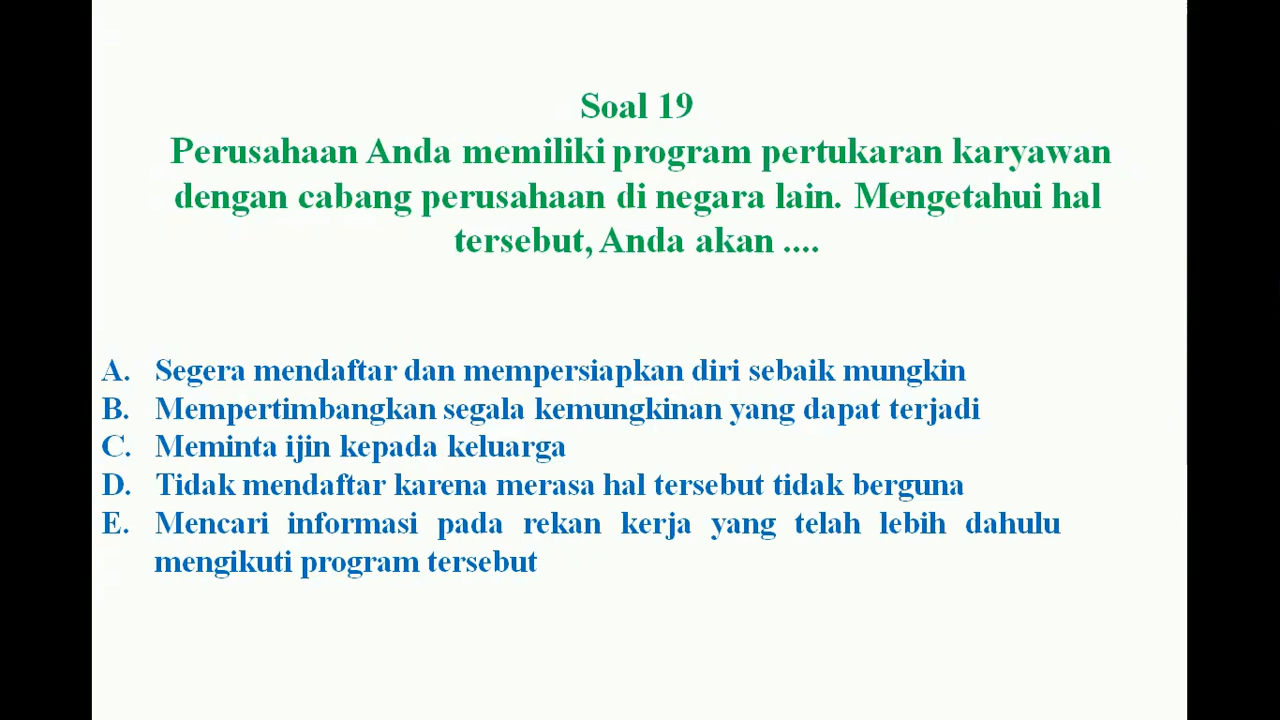 Soal 19
Perusahaan Anda memiliki program pertukaran karyawan
dengan cabang perusahaan di negara lain. Mengetahui hal
tersebut, Anda akan ....
A. Segera mendaftar dan mempersiapkan diri sebaik mungkin
B. Mempertimbangkan segala kemungkinan yang dapat terjadi
C. Meminta ijin kepada keluarga
D. Tidak mendaftar karena merasa hal tersebut tidak berguna
E. Mencari informasi pada rekan kerja yang telah lebih dahulu
mengikuti program tersebut